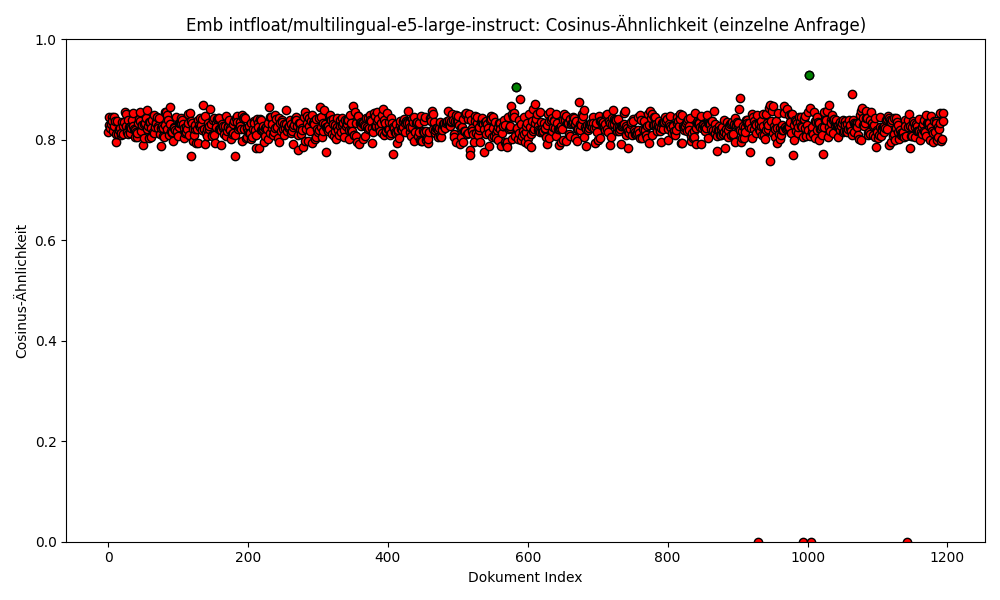 Emb intfloat/multilingual-e5-large-instruct: Cosinus-Ähnlichkeit (einzelne Anfrage)
1.0
0.8
0.6
0.4
0.2
0.0
Cosinus-Ähnlichkeit
0 200 400 600 800 1000 1200
Dokument Index